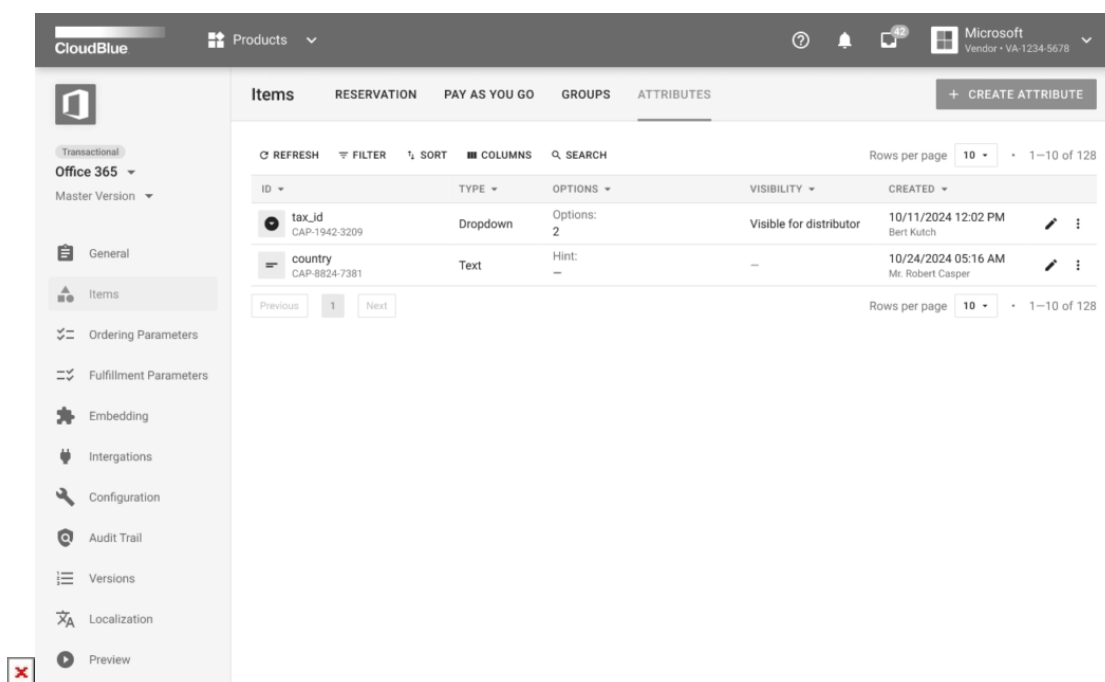 CloudBlue
Products
42
Microsoft
Vendor • VA-1234-5678
Transactional
Office 365
Master Version
General
Items
Ordering Parameters
Fulfillment Parameters
Embedding
Intergations
Configuration
Audit Trail
Versions
Localization
Preview
Items RESERVATION PAY AS YOU GO GROUPS ATTRIBUTES + CREATE ATTRIBUTE
REFRESH FILTER SORT COLUMNS SEARCH Rows per page 10 • 1–10 of 128
ID TYPE OPTIONS VISIBILITY CREATED
tax_id Dropdown Options: Visible for distributor 10/11/2024 12:02 PM
CAP-1942-3209 2 Bert Kutch
country Text Hint: – 10/24/2024 05:16 AM
CAP-8824-7381 – Mr. Robert Casper
Previous 1 Next Rows per page 10 • 1–10 of 128